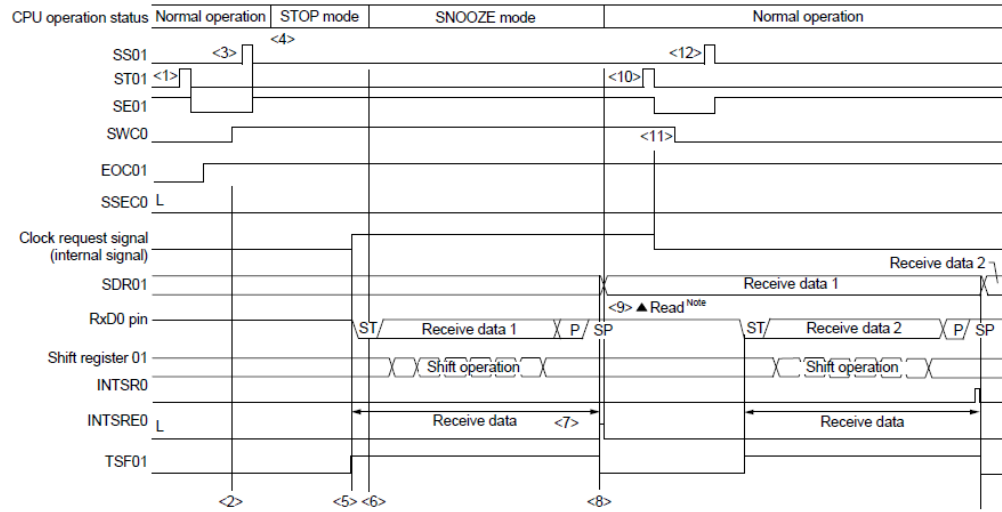 CPU operation status Normal operation STOP mode SNOOZE mode Normal operation
<4>
SS01 <3> <12>
ST01 <1> <10>
SE01
SWC0 <11>
EOC01
SSEC0 L
Clock request signal
(internal signal)
Receive data 2
SDR01 Receive data 1
<9> ▲ Read Note
RxD0 pin ST Receive data 1 P SP ST Receive data 2 P SP
Shift register 01 Shift operation Shift operation
INTSR0
INTSRE0 L Receive data <7> Receive data
TSF01
<2> <5> <6> <8>